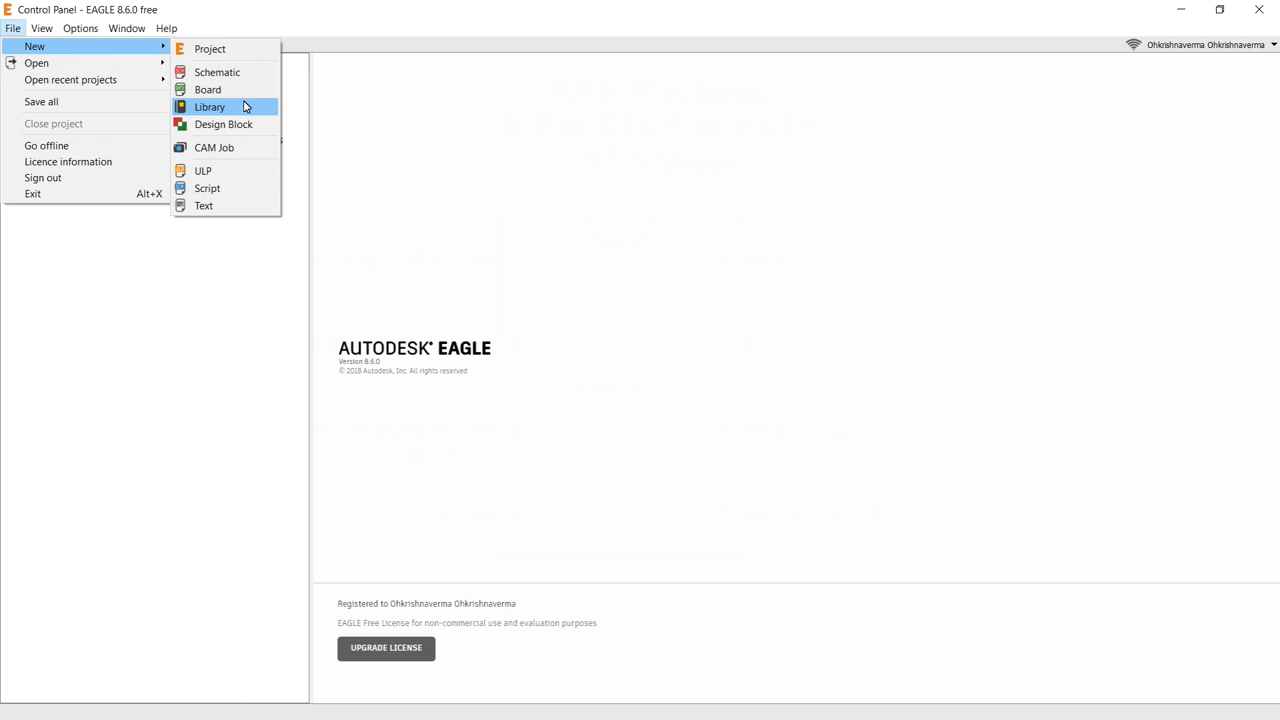 Control Panel - EAGLE 8.6.0 free
File View Options Window Help
Ohkrishnaverma Ohkrishnaverma
New
Open
Open recent projects
Save all
Close project
Go offline
Licence information
Sign out
Exit Alt+X
Project
Schematic
Board
Library
Design Block
CAM Job
ULP
Script
Text
AUTODESK® EAGLE
Version 8.6.0
© 2018 Autodesk, Inc. All rights reserved
Registered to Ohkrishnaverma Ohkrishnaverma
EAGLE Free License for non-commercial use and evaluation purposes
UPGRADE LICENSE